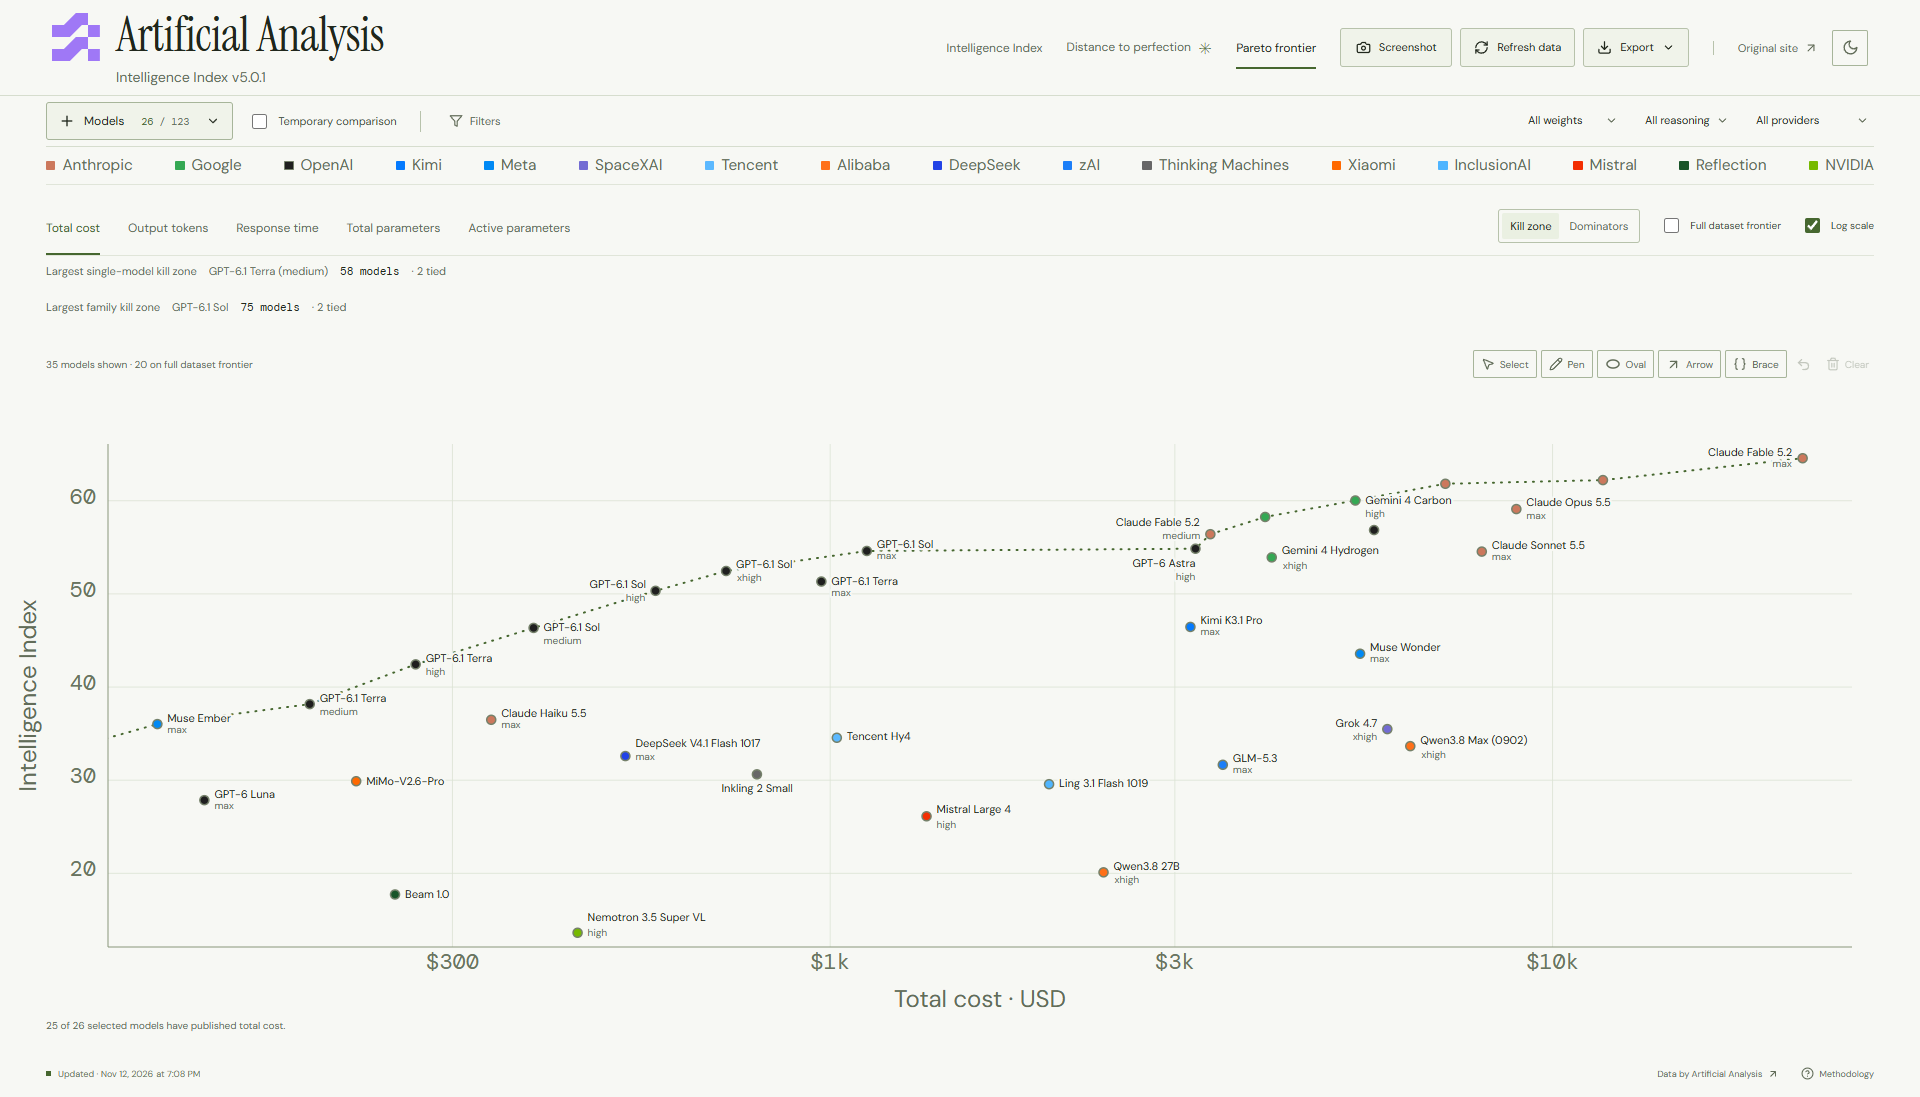 Artificial Analysis
Intelligence Index v5.0.1
Intelligence Index
Distance to perfection
Pareto frontier
Screenshot
Refresh data
Export
Original site
Models 26 / 123
Temporary comparison
Filters
All weights
All reasoning
All providers
Anthropic
Google
OpenAI
Kimi
Meta
SpaceXAI
Tencent
Alibaba
DeepSeek
zAI
Thinking Machines
Xiaomi
InclusionAI
Mistral
Reflection
NVIDIA
Total cost
Output tokens
Response time
Total parameters
Active parameters
Kill zone
Dominators
Full dataset frontier
Log scale
Largest single-model kill zone GPT-6.1 Terra (medium) 58 models · 2 tied
Largest family kill zone GPT-6.1 Sol 75 models · 2 tied
35 models shown · 20 on full dataset frontier
Select
Pen
Oval
Arrow
Brace
Clear
Intelligence Index
60
50
40
30
20
Claude Fable 5.2
max
Gemini 4 Carbon
high
Claude Opus 5.5
max
Claude Fable 5.2
medium
GPT-6.1 Sol
max
Gemini 4 Hydrogen
xhigh
Claude Sonnet 5.5
max
GPT-6 Astra
high
GPT-6.1 Sol
xhigh
GPT-6.1 Terra
max
GPT-6.1 Sol
high
GPT-6.1 Sol
medium
Kimi K3.1 Pro
max
Muse Wonder
max
GPT-6.1 Terra
high
GPT-6.1 Terra
medium
Muse Ember
max
Claude Haiku 5.5
max
DeepSeek V4.1 Flash 1017
max
Tencent Hy4
Grok 4.7
xhigh
Qwen3.8 Max (0902)
xhigh
GLM-5.3
max
MiMo-V2.6-Pro
Inkling 2 Small
Ling 3.1 Flash 1019
GPT-6 Luna
max
Mistral Large 4
high
Qwen3.8 27B
xhigh
Beam 1.0
Nemotron 3.5 Super VL
high
$300
$1k
$3k
$10k
Total cost · USD
25 of 26 selected models have published total cost.
Updated · Nov 12, 2026 at 7:08 PM
Data by Artificial Analysis
Methodology